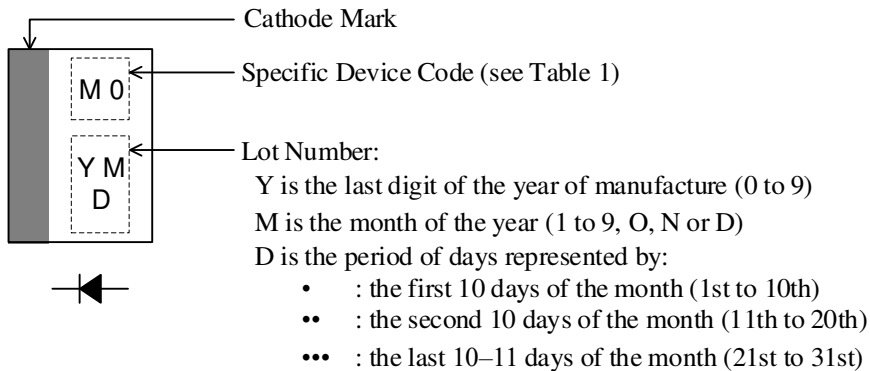 Cathode Mark
Specific Device Code (see Table 1)
M 0
Lot Number:
Y M
D
Y is the last digit of the year of manufacture (0 to 9)
M is the month of the year (1 to 9, O, N or D)
D is the period of days represented by:
• : the first 10 days of the month (1st to 10th)
•• : the second 10 days of the month (11th to 20th)
••• : the last 10–11 days of the month (21st to 31st)